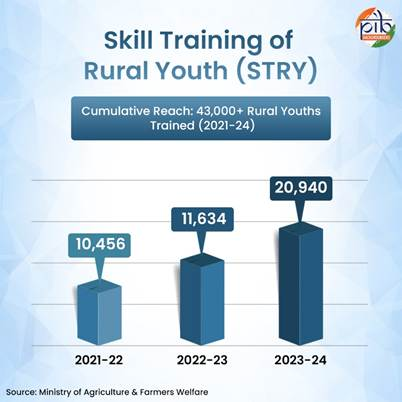 pib
Skill Training of
Rural Youth (STRY)
Cumulative Reach: 43,000+ Rural Youths
Trained (2021-24)
20,940
11,634
10,456
2021-22
2022-23
2023-24
Source: Ministry of Agriculture & Farmers Welfare